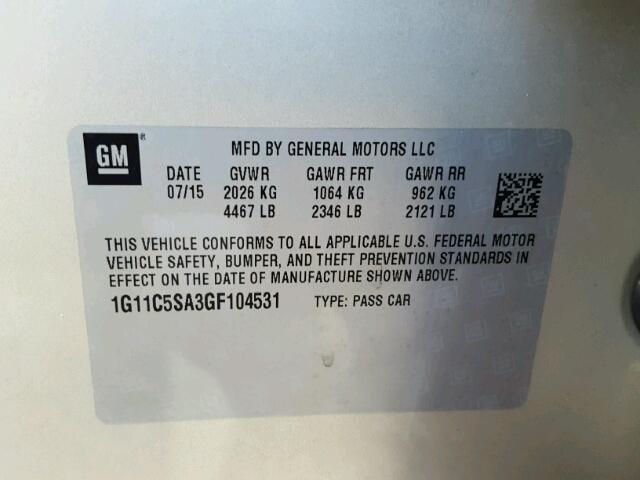 GM ®
MFD BY GENERAL MOTORS LLC
DATE GVWR GAWR FRT GAWR RR
07/15 2026 KG 1064 KG 962 KG
4467 LB 2346 LB 2121 LB
THIS VEHICLE CONFORMS TO ALL APPLICABLE U.S. FEDERAL MOTOR
VEHICLE SAFETY, BUMPER, AND THEFT PREVENTION STANDARDS IN
EFFECT ON THE DATE OF MANUFACTURE SHOWN ABOVE.
1G11C5SA3GF104531 TYPE: PASS CAR